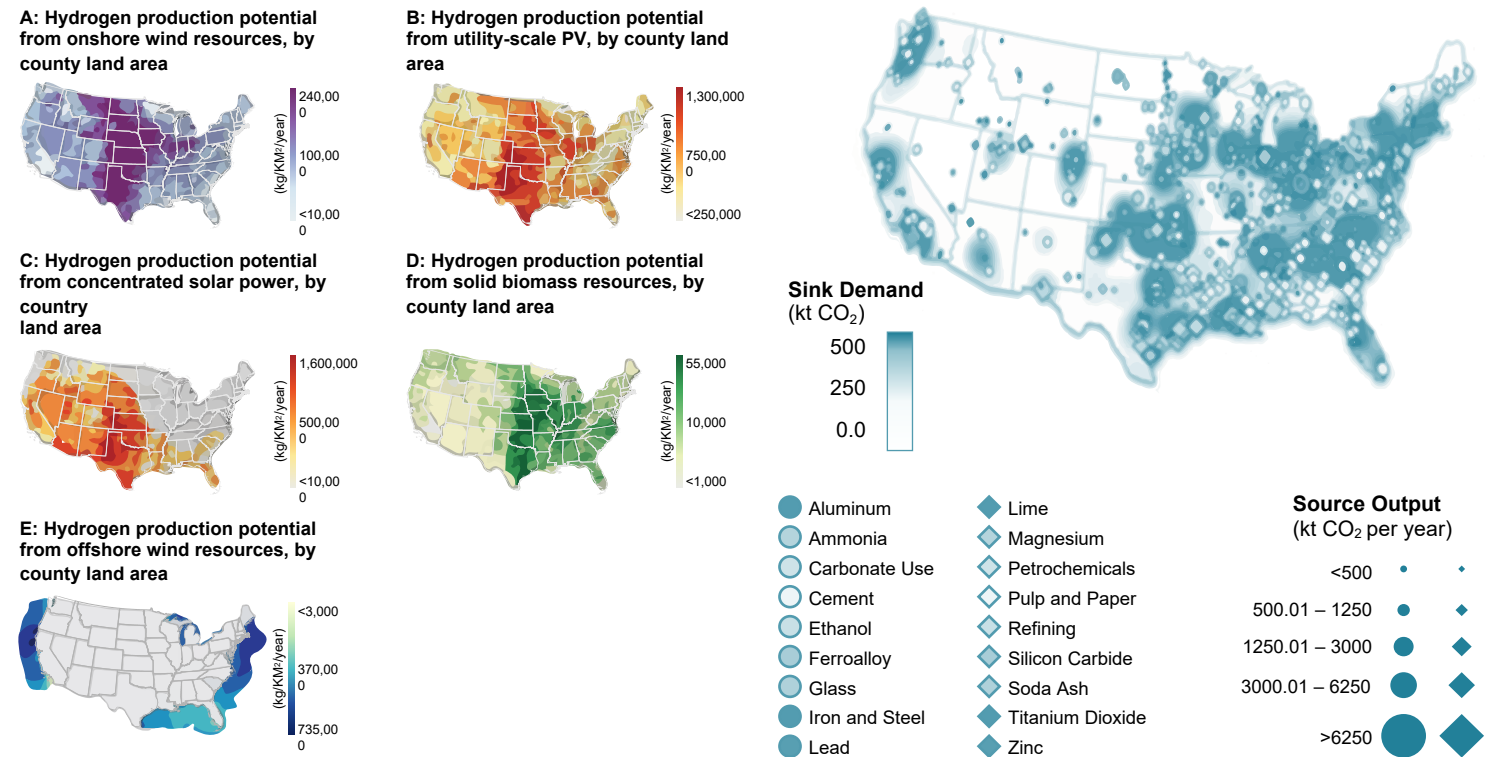 A: Hydrogen production potential
from onshore wind resources, by
county land area
240,00
0
100,00
0
<10,00
0
(kg/KM²/year)
B: Hydrogen production potential
from utility-scale PV, by county land
area
1,300,000
750,00
0
<250,000
(kg/KM²/year)
C: Hydrogen production potential
from concentrated solar power, by
country
land area
1,600,000
500,00
0
<10,00
0
(kg/KM²/year)
D: Hydrogen production potential
from solid biomass resources, by
county land area
55,000
10,000
<1,000
(kg/KM²/year)
E: Hydrogen production potential
from offshore wind resources, by
county land area
<3,000
370,00
0
735,00
0
(kg/KM²/year)
Sink Demand
(kt CO₂)
500
250
0.0
Aluminum
Ammonia
Carbonate Use
Cement
Ethanol
Ferroalloy
Glass
Iron and Steel
Lead
Lime
Magnesium
Petrochemicals
Pulp and Paper
Refining
Silicon Carbide
Soda Ash
Titanium Dioxide
Zinc
Source Output
(kt CO₂ per year)
<500
500.01 – 1250
1250.01 – 3000
3000.01 – 6250
>6250